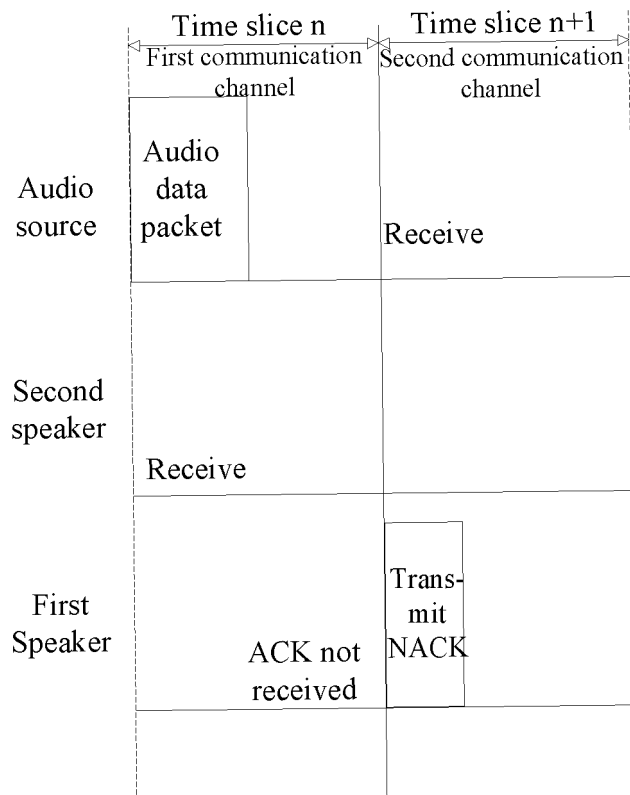 Time slice n
Time slice n+1
First communication
channel
Second communication
channel
Audio
data
packet
Audio
source
Receive
Second
speaker
Receive
First
Speaker
ACK not
received
Trans-
mit
NACK